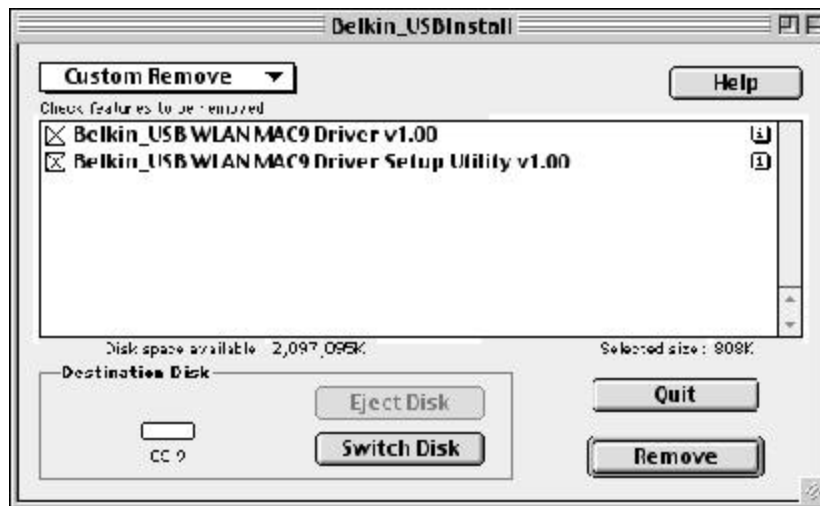 Belkin_USBInstall
Custom Remove
Help
Check features to be removed
Belkin_USB WLAN MAC9 Driver v1.00
Belkin_USB WLAN MAC9 Driver Setup Utility v1.00
Disk space available : 2,097,095K
Selected size : 808K
Destination Disk
Eject Disk
Quit
Switch Disk
Remove